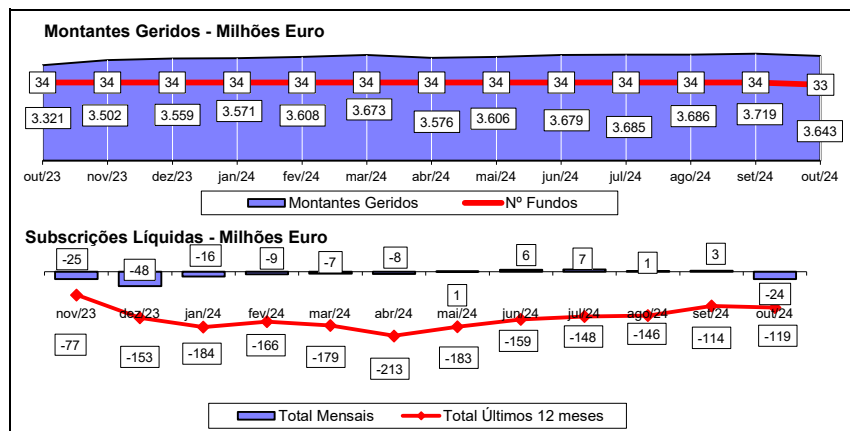 Montantes Geridos - Milhões Euro
34 34 34 34 34 34 34 34 34 34 34 34 33
3.321 3.502 3.559 3.571 3.608 3.673 3.576 3.606 3.679 3.685 3.686 3.719 3.643
out/23 nov/23 dez/23 jan/24 fev/24 mar/24 abr/24 mai/24 jun/24 jul/24 ago/24 set/24 out/24
Montantes Geridos Nº Fundos
Subscrições Líquidas - Milhões Euro
-25 -48 -16 -9 -7 -8 1 6 7 1 3 -24
nov/23 dez/23 jan/24 fev/24 mar/24 abr/24 mai/24 jun/24 jul/24 ago/24 set/24 out/24
-77 -153 -184 -166 -179 -213 -183 -159 -148 -146 -114 -119
Total Mensais Total Últimos 12 meses